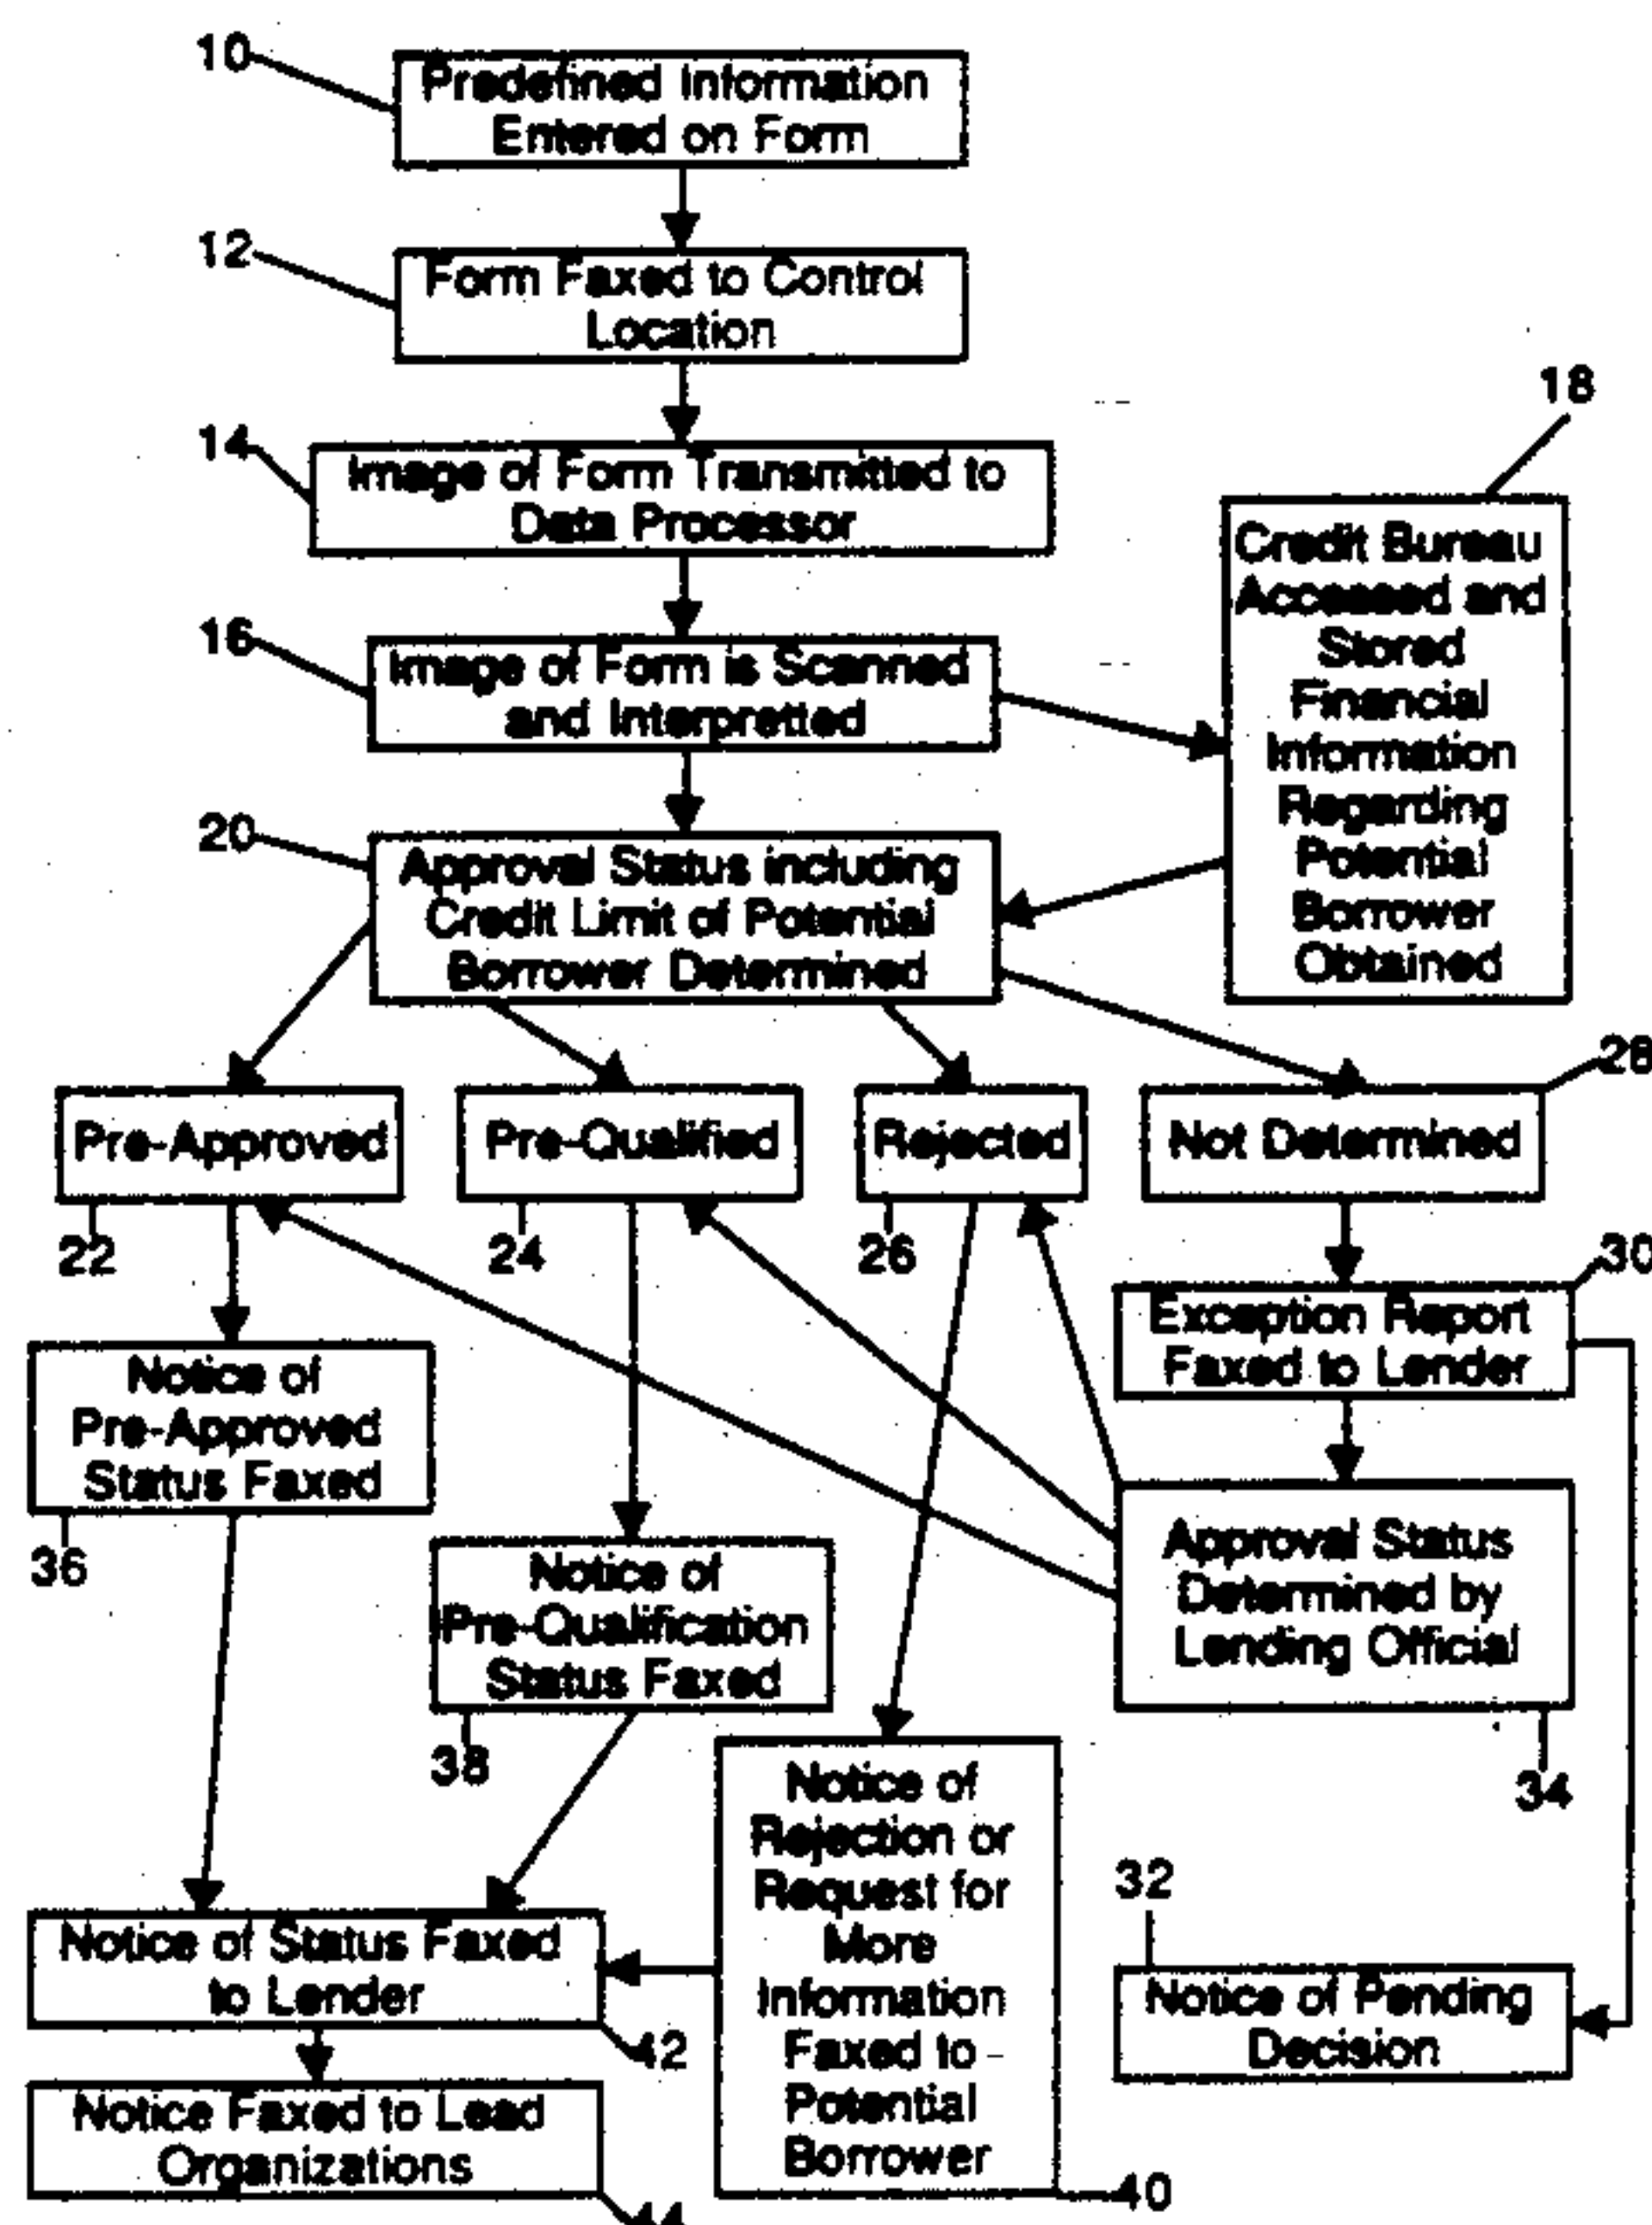 10
Predefined Information
Entered on Form
12
Form Faxed to Control
Location
14
Image of Form Transmitted to
Data Processor
18
Credit Bureau
Accessed and
Stored
Financial
Information
Regarding
Potential
Borrower
Obtained
16
Image of Form is Scanned
and Interpretted
20
Approval Status including
Credit Limit of Potential
Borrower Determined
Pre-Approved
22
Pre-Qualified
24
Rejected
26
28
Not Determined
30
Exception Report
Faxed to Lender
Notice of
Pre-Approved
Status Faxed
36
Notice of
Pre-Qualification
Status Faxed
38
Approval Status
Determined by
Lending Official
34
Notice of
Rejection or
Request for
More
Information
Faxed to
Potential
Borrower
40
32
Notice of Pending
Decision
Notice of Status Faxed
to Lender
42
Notice Faxed to Lead
Organizations
44